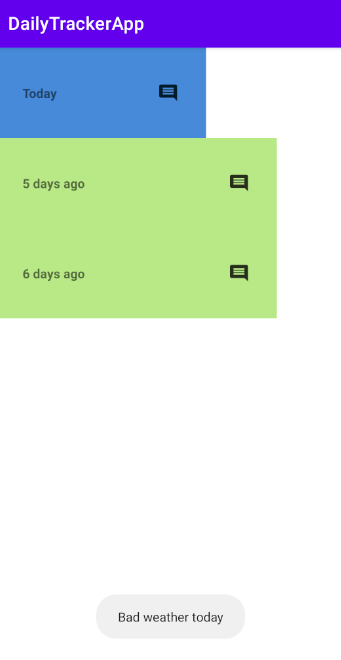 DailyTrackerApp
Today
5 days ago
6 days ago
Bad weather today